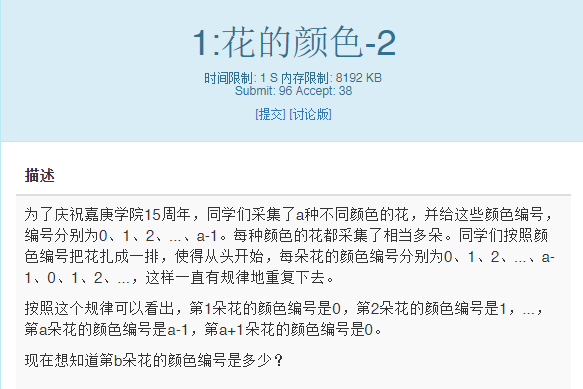 1:花的颜色-2
时间限制: 1 S 内存限制: 8192 KB
Submit: 96 Accept: 38
[提交] [讨论版]
描述
为了庆祝嘉庚学院15周年，同学们采集了a种不同颜色的花，并给这些颜色编号，
编号分别为0、1、2、...、a-1。每种颜色的花都采集了相当多朵。同学们按照颜
色编号把花扎成一排，使得从头开始，每朵花的颜色编号分别为0、1、2、...、a-
1、0、1、2、...，这样一直有规律地重复下去。
按照这个规律可以看出，第1朵花的颜色编号是0，第2朵花的颜色编号是1，...，
第a朵花的颜色编号是a-1，第a+1朵花的颜色编号是0。
现在想知道第b朵花的颜色编号是多少？